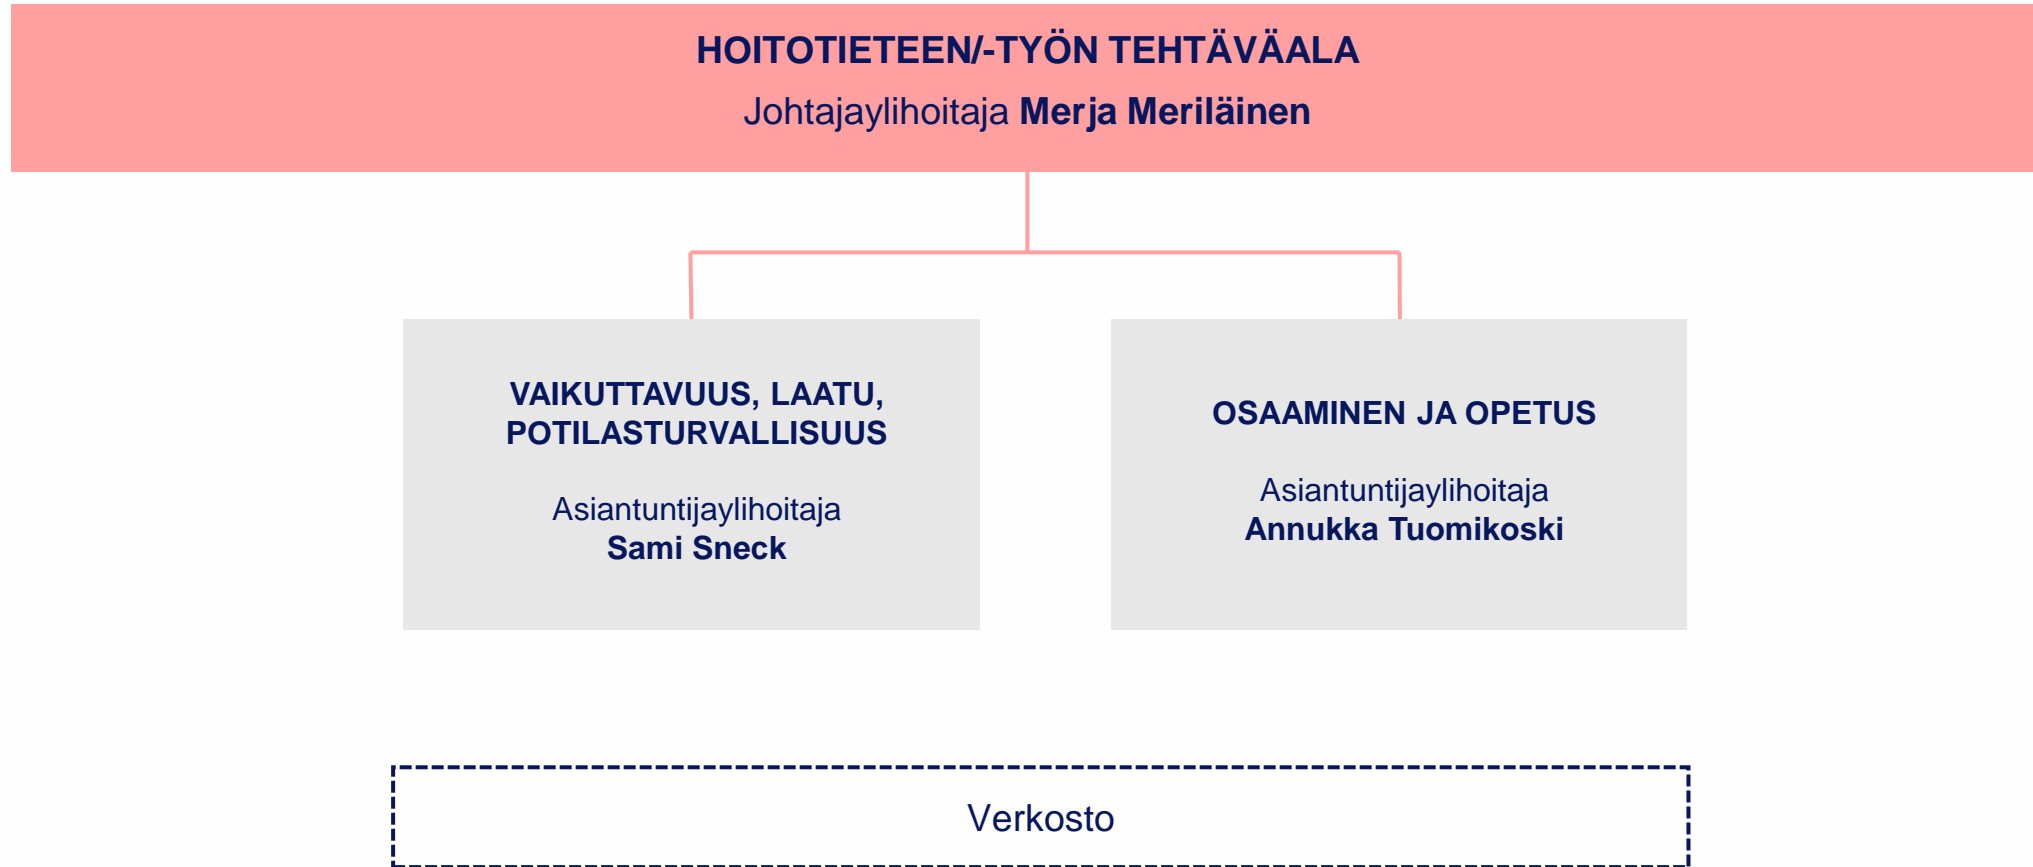 HOITOTIETEEN/-TYÖN TEHTÄVÄALA
Johtajaylihoitaja Merja Meriläinen
VAIKUTTAVUUS, LAATU,
POTILASTURVALLISUUS
Asiantuntijaylihoitaja
Sami Sneck
OSAAMINEN JA OPETUS
Asiantuntijaylihoitaja
Annukka Tuomikoski
Verkosto